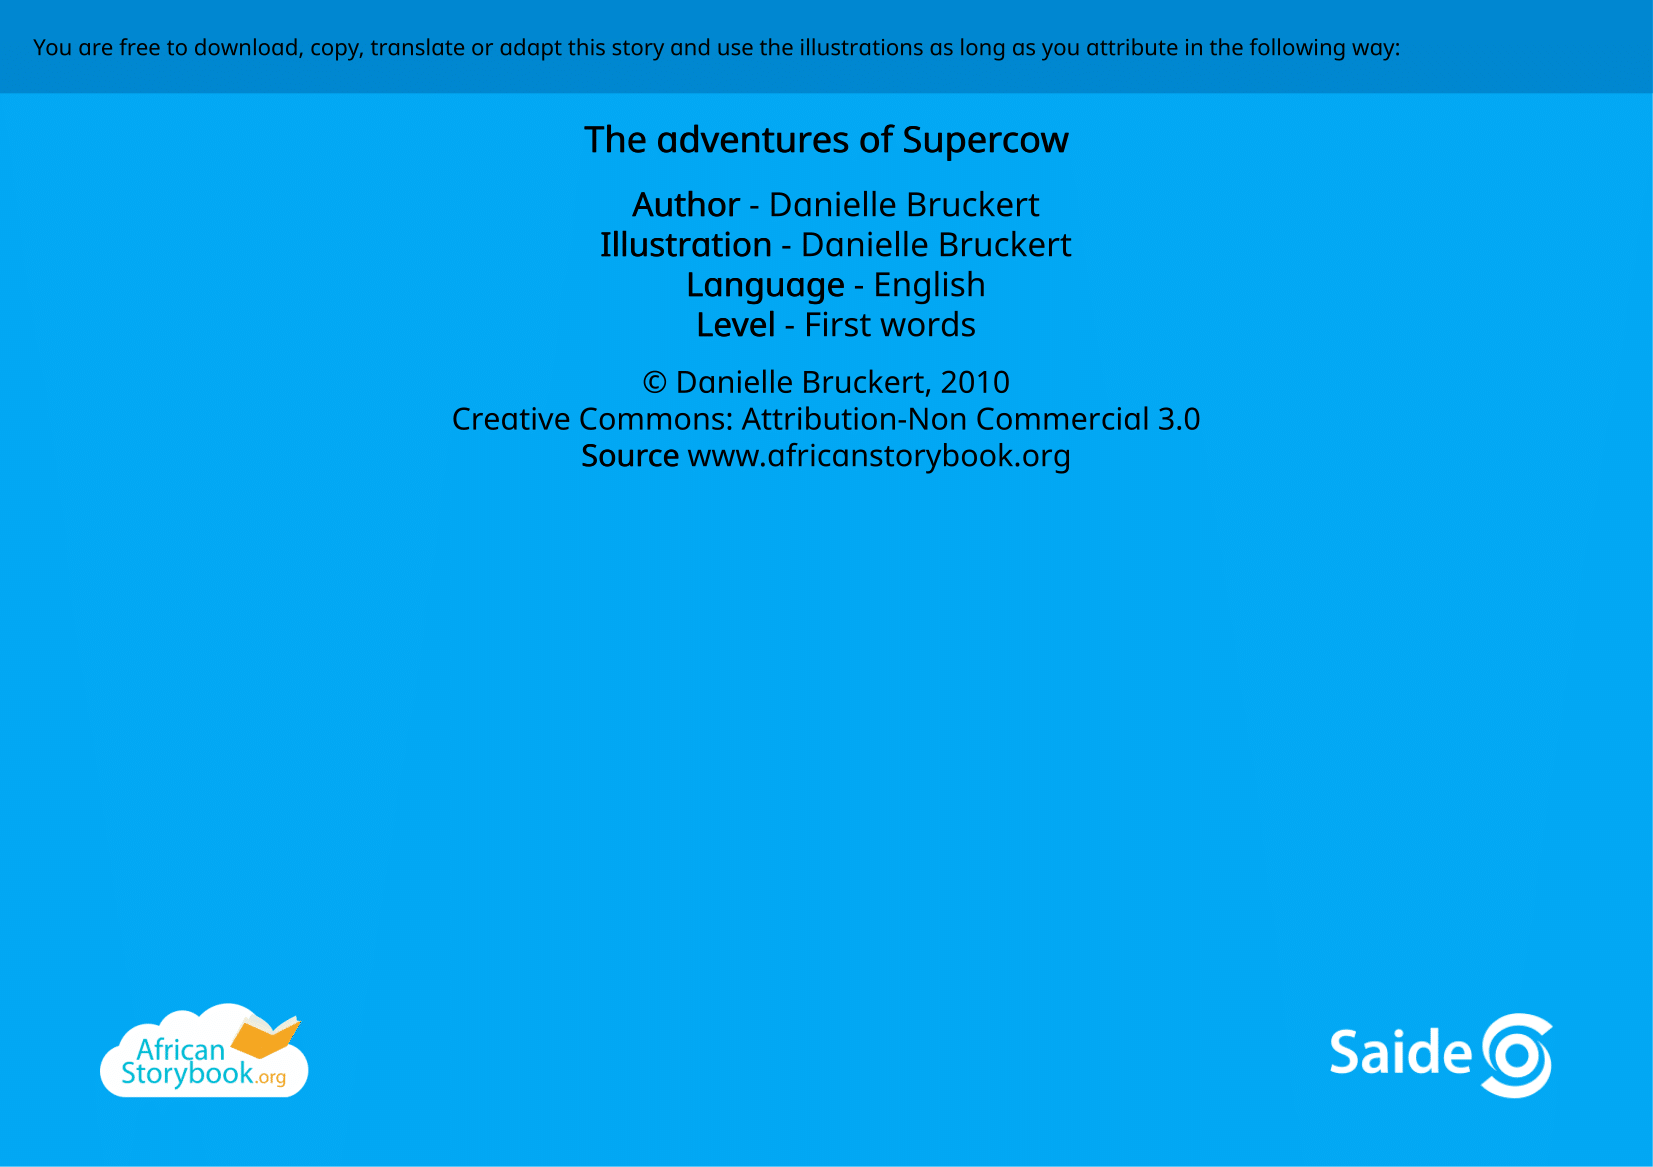 You are free to download, copy, translate or adapt this story and use the illustrations as long as you attribute in the following way:
The adventures of Supercow
Author - Danielle Bruckert
Illustration - Danielle Bruckert
Language - English
Level - First words
© Danielle Bruckert, 2010
Creative Commons: Attribution-Non Commercial 3.0
Source www.africanstorybook.org
African
Storybook.org
Saide